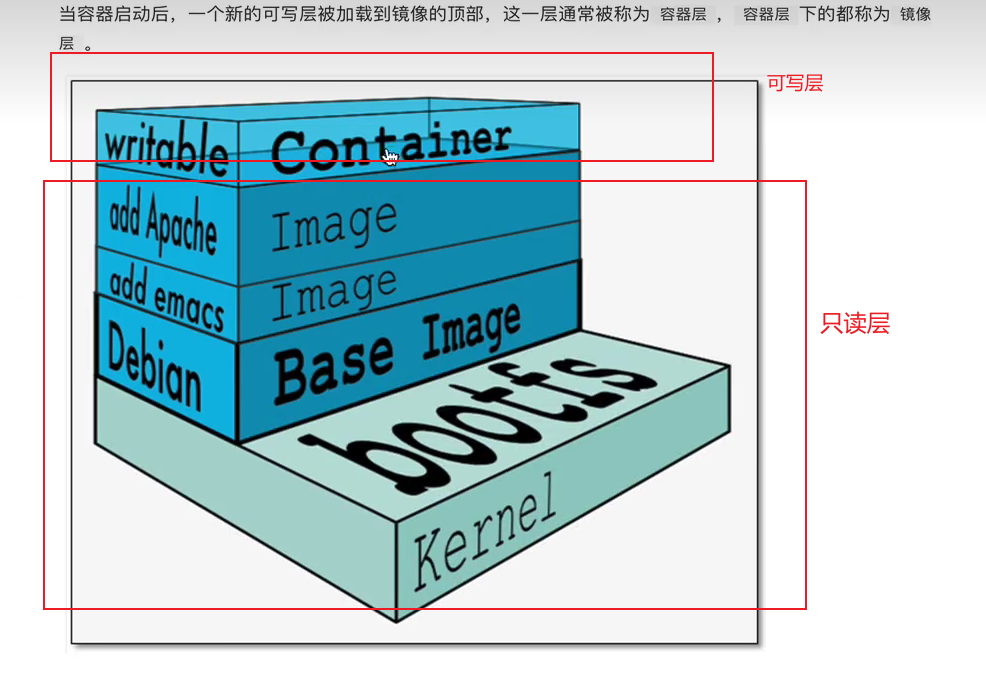 当容器启动后，一个新的可写层被加载到镜像的顶部，这一层通常被称为 容器层 ， 容器层 下的都称为 镜像
层 。
可写层
writable Container
add Apache Image
add emacs Image
Debian Base Image
只读层
bootfs
Kernel